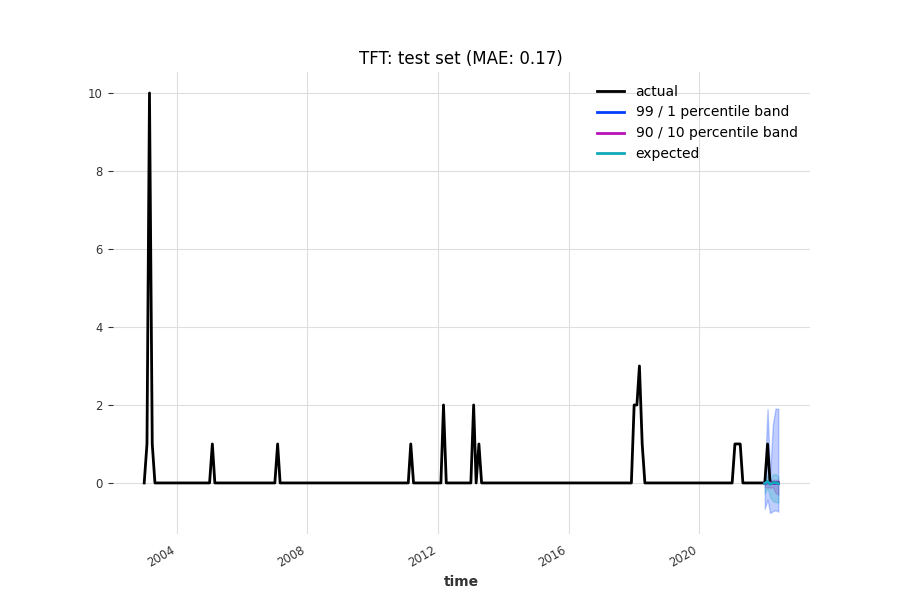 TFT: test set (MAE: 0.17)
actual
99 / 1 percentile band
90 / 10 percentile band
expected
10
8
6
4
2
0
2004
2008
2012
2016
2020
time